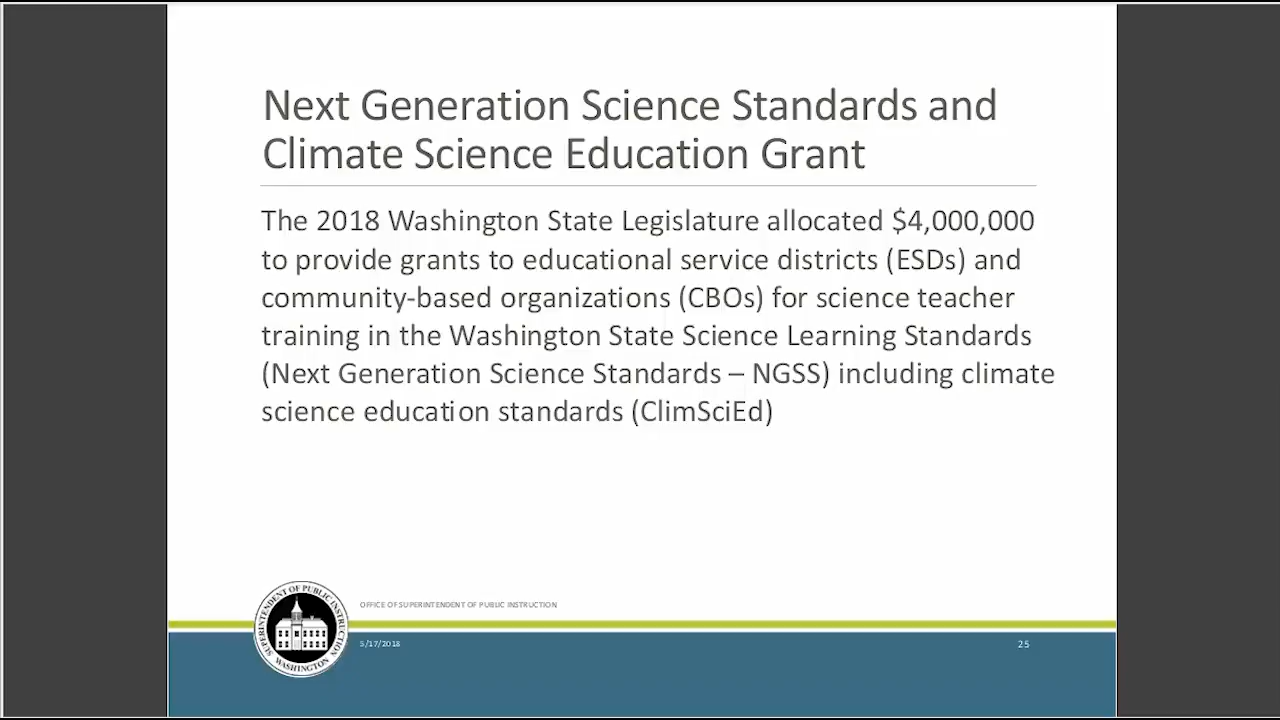 Next Generation Science Standards and
Climate Science Education Grant
The 2018 Washington State Legislature allocated $4,000,000
to provide grants to educational service districts (ESDs) and
community-based organizations (CBOs) for science teacher
training in the Washington State Science Learning Standards
(Next Generation Science Standards – NGSS) including climate
science education standards (ClimSciEd)
SUPERINTENDENT OF PUBLIC INSTRUCTION
WASHINGTON
OFFICE OF SUPERINTENDENT OF PUBLIC INSTRUCTION
5/17/2018
25